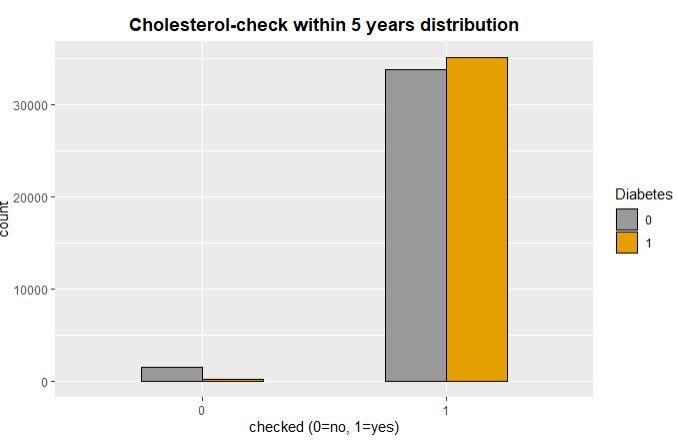 Cholesterol-check within 5 years distribution
30000
20000
10000
0
count
0
1
checked (0=no, 1=yes)
Diabetes
0
1